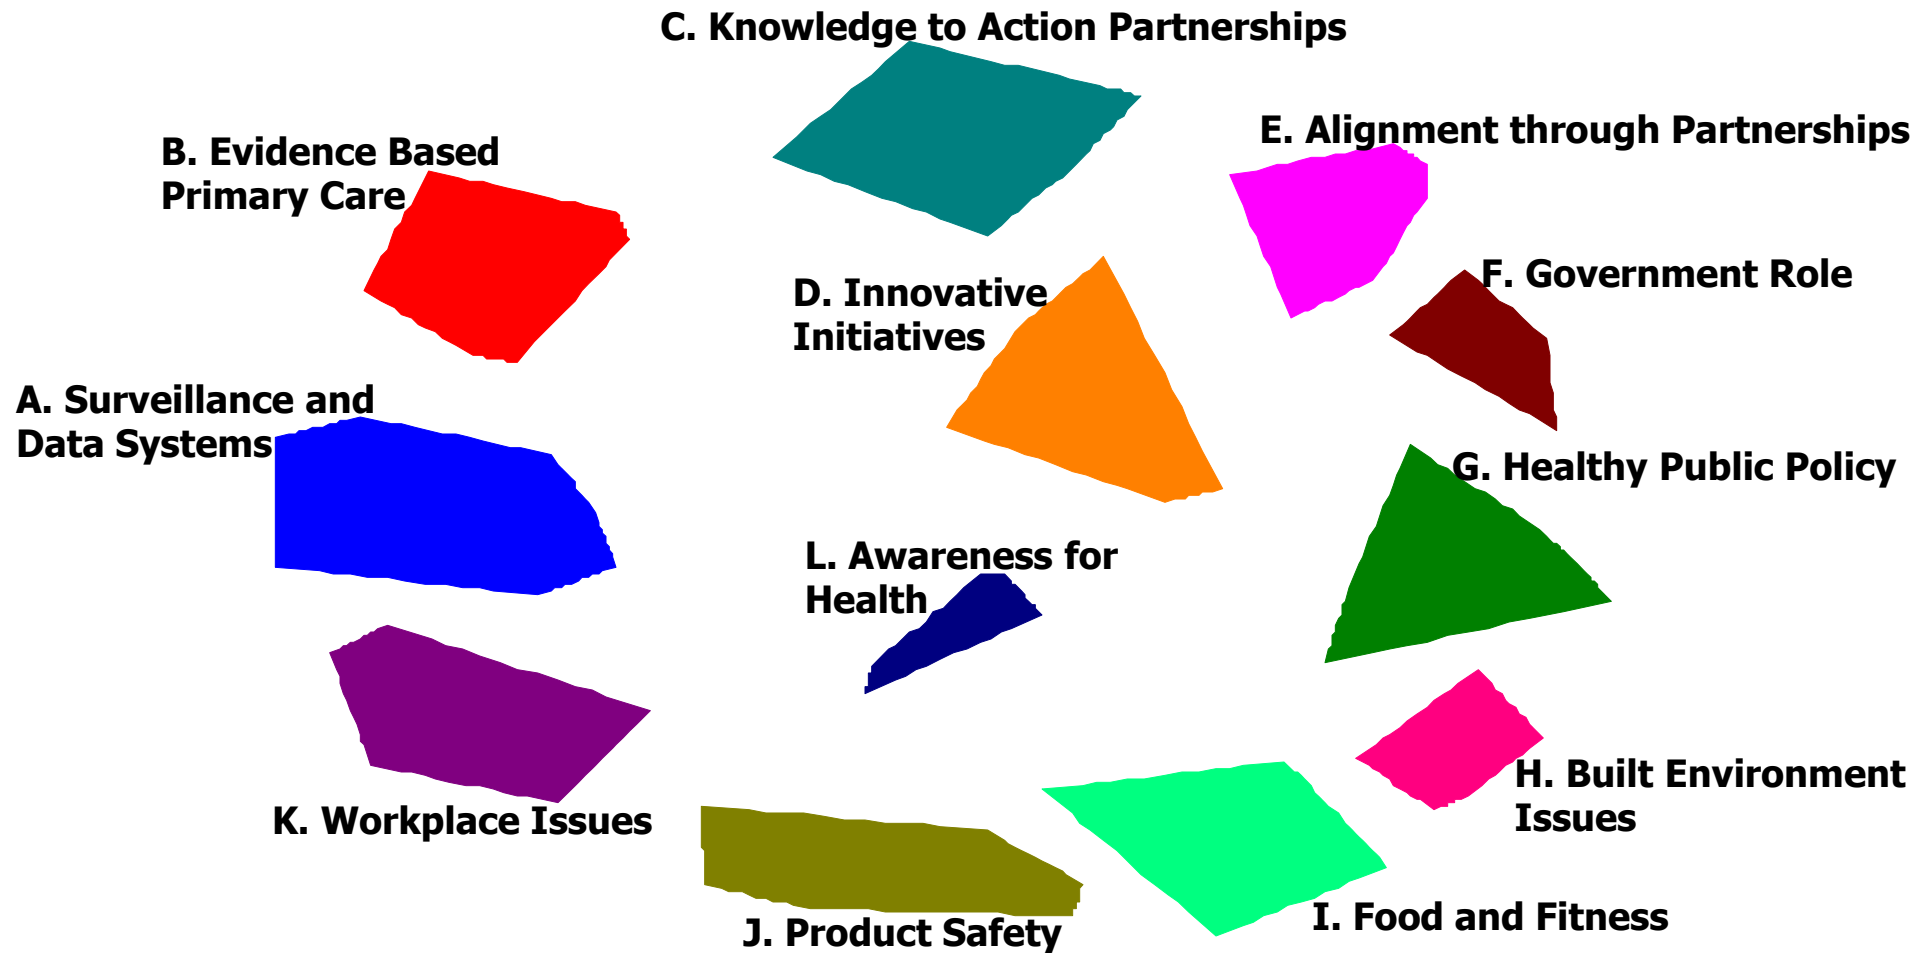 C. Knowledge to Action Partnerships
E. Alignment through Partnerships
B. Evidence Based
Primary Care
F. Government Role
D. Innovative
Initiatives
A. Surveillance and
Data Systems
G. Healthy Public Policy
L. Awareness for
Health
H. Built Environment
Issues
K. Workplace Issues
I. Food and Fitness
J. Product Safety